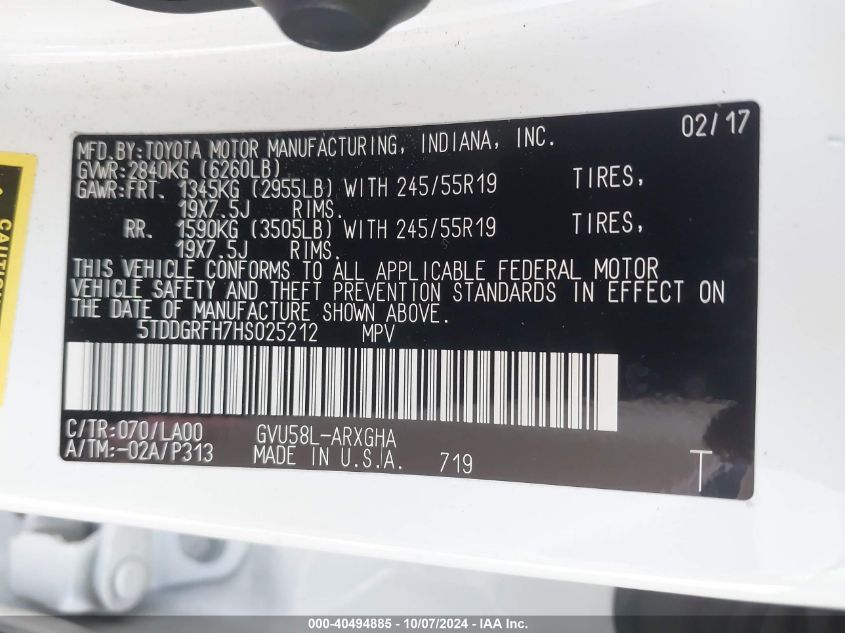 02/17
MFD.BY:TOYOTA MOTOR MANUFACTURING, INDIANA, INC.
GVWR:2840KG (6260LB)
GAWR:FRT. 1345KG (2955LB) WITH 245/55R19 TIRES,
19X7.5J RIMS.
RR. 1590KG (3505LB) WITH 245/55R19 TIRES,
19X7.5J RIMS.
THIS VEHICLE CONFORMS TO ALL APPLICABLE FEDERAL MOTOR
VEHICLE SAFETY AND THEFT PREVENTION STANDARDS IN EFFECT ON
THE DATE OF MANUFACTURE SHOWN ABOVE.
5TDDGRFH7HS025212 MPV
C/TR:070/LA00 GVU58L-ARXGHA
A/TM:-02A/P313 MADE IN U.S.A. 719 T
CAUTION
000-40494885 - 10/07/2024 - IAA Inc.